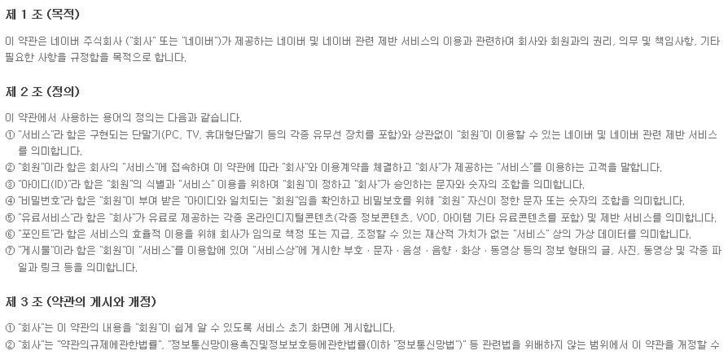 제 1 조 (목적)
이 약관은 네이버 주식회사 ("회사" 또는 "네이버")가 제공하는 네이버 및 네이버 관련 제반 서비스의 이용과 관련하여 회사와 회원과의 권리, 의무 및 책임사항, 기타
필요한 사항을 규정함을 목적으로 합니다.
제 2 조 (정의)
이 약관에서 사용하는 용어의 정의는 다음과 같습니다.
① "서비스"라 함은 구현되는 단말기(PC, TV, 휴대형단말기 등의 각종 유무선 장치를 포함)와 상관없이 "회원"이 이용할 수 있는 네이버 및 네이버 관련 제반 서비스
를 의미합니다.
② "회원"이라 함은 회사의 "서비스"에 접속하여 이 약관에 따라 "회사"와 이용계약을 체결하고 "회사"가 제공하는 "서비스"를 이용하는 고객을 말합니다.
③ "아이디(ID)"라 함은 "회원"의 식별과 "서비스" 이용을 위하여 "회원"이 정하고 "회사"가 승인하는 문자와 숫자의 조합을 의미합니다.
④ "비밀번호"라 함은 "회원"이 부여 받은 "아이디와 일치되는 "회원"임을 확인하고 비밀보호를 위해 "회원" 자신이 정한 문자 또는 숫자의 조합을 의미합니다.
⑤ "유료서비스"라 함은 "회사"가 유료로 제공하는 각종 온라인디지털콘텐츠(각종 정보콘텐츠, VOD, 아이템 기타 유료콘텐츠를 포함) 및 제반 서비스를 의미합니다.
⑥ "포인트"라 함은 서비스의 효율적 이용을 위해 회사가 임의로 책정 또는 지급, 조정할 수 있는 재산적 가치가 없는 "서비스" 상의 가상 데이터를 의미합니다.
⑦ "게시물"이라 함은 "회원"이 "서비스"를 이용함에 있어 "서비스상"에 게시한 부호ㆍ문자ㆍ음성ㆍ음향ㆍ화상ㆍ동영상 등의 정보 형태의 글, 사진, 동영상 및 각종 파
일과 링크 등을 의미합니다.
제 3 조 (약관의 게시와 개정)
① "회사"는 이 약관의 내용을 "회원"이 쉽게 알 수 있도록 서비스 초기 화면에 게시합니다.
② "회사"는 "약관의규제에관한법률", "정보통신망이용촉진및정보보호등에관한법률(이하 "정보통신망법")" 등 관련법을 위배하지 않는 범위에서 이 약관을 개정할 수